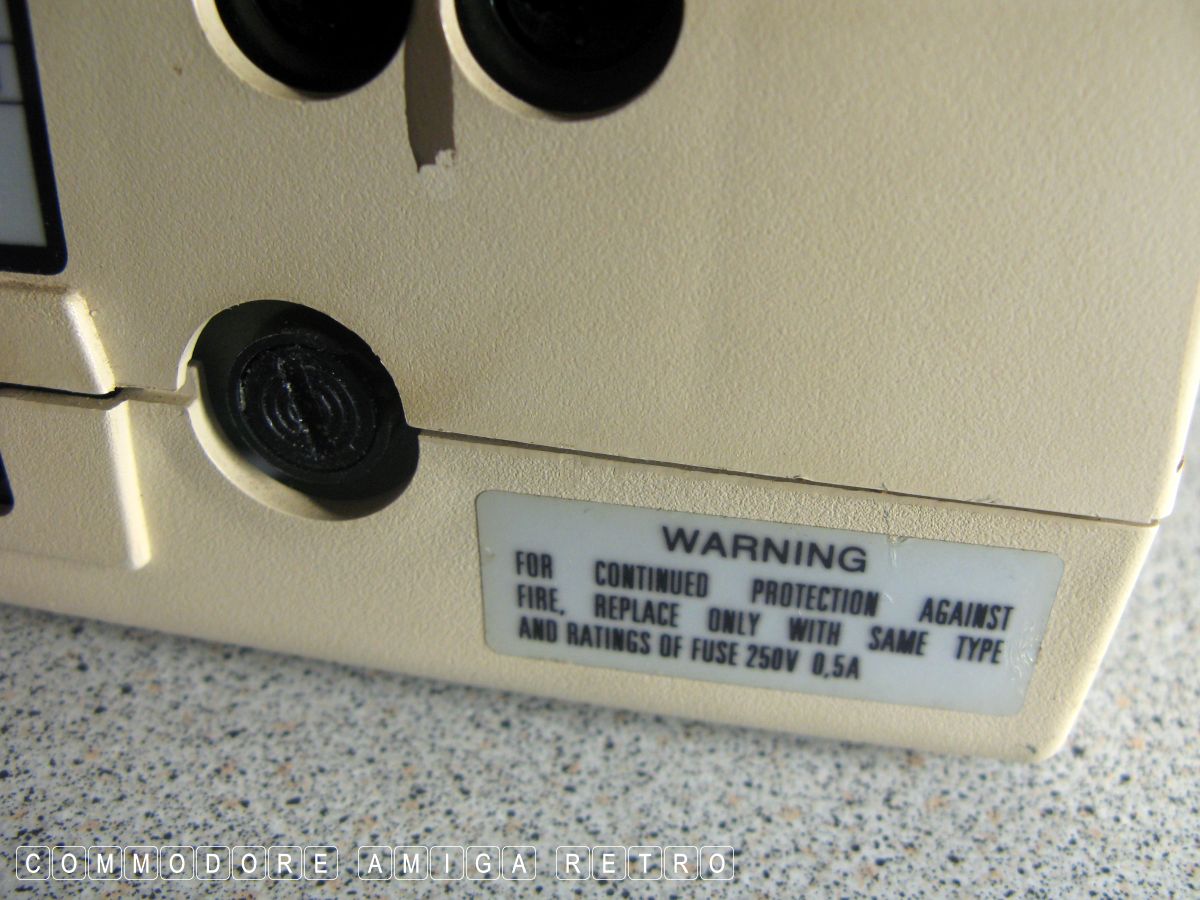 WARNING
FOR CONTINUED PROTECTION AGAINST
FIRE, REPLACE ONLY WITH SAME TYPE
AND RATINGS OF FUSE 250V 0,5A
COMMODORE AMIGA RETRO